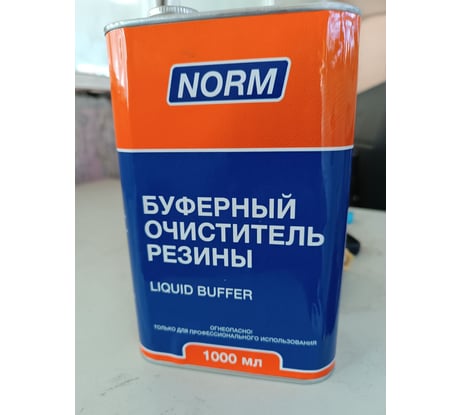 NORM
БУФЕРНЫЙ
ОЧИСТИТЕЛЬ
РЕЗИНЫ
LIQUID BUFFER
ОГНЕОПАСНО!
ТОЛЬКО ДЛЯ ПРОФЕССИОНАЛЬНОГО ИСПОЛЬЗОВАНИЯ
1000 мл